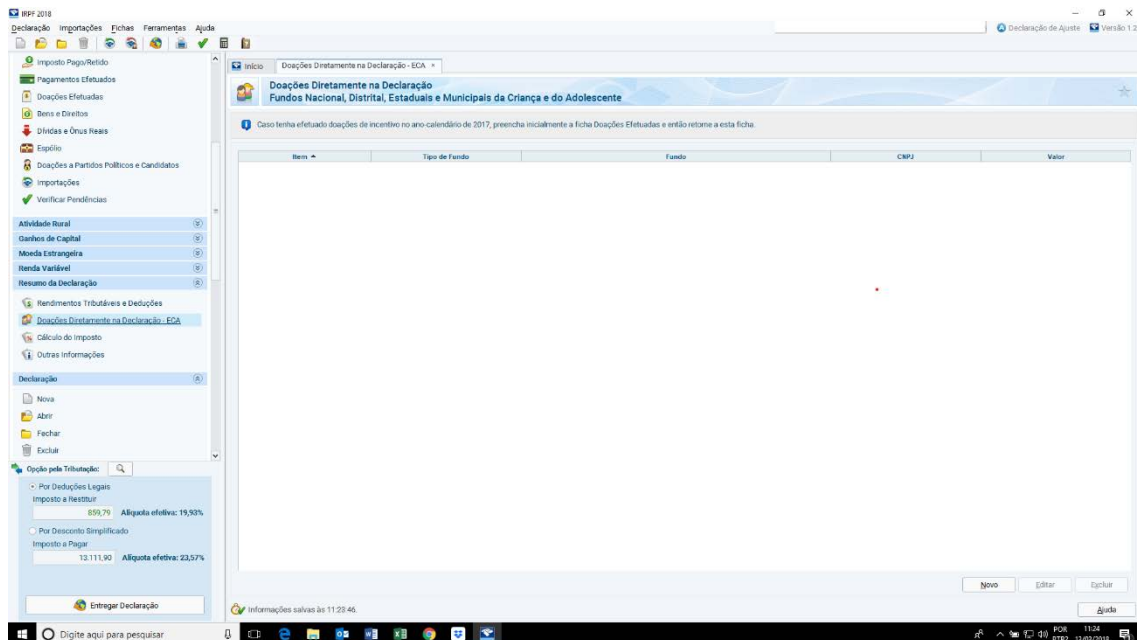 IRPF 2018
Declaração Importações Fichas Ferramentas Ajuda
Declaração de Ajuste Versão 1.2
Imposto Pago/Retido
Pagamentos Efetuados
Doações Efetuadas
Bens e Direitos
Dívidas e Ônus Reais
Espólio
Doações a Partidos Políticos e Candidatos
Importações
Verificar Pendências
Atividade Rural
Ganhos de Capital
Moeda Estrangeira
Renda Variável
Resumo da Declaração
Rendimentos Tributáveis e Deduções
Doações Diretamente na Declaração - ECA
Cálculo do Imposto
Outras Informações
Declaração
Nova
Abrir
Fechar
Excluir
Opção pela Tributação:
Por Deduções Legais
Imposto a Restituir
859,79 Alíquota efetiva: 19,93%
Por Desconto Simplificado
Imposto a Pagar
13.111,90 Alíquota efetiva: 23,57%
Entregar Declaração
Início Doações Diretamente na Declaração - ECA ×
Doações Diretamente na Declaração
Fundos Nacional, Distrital, Estaduais e Municipais da Criança e do Adolescente
Caso tenha efetuado doações de incentivo no ano-calendário de 2017, preencha inicialmente a ficha Doações Efetuadas e então retorne a esta ficha.
Item Tipo de Fundo Fundo CNPJ Valor
Novo Editar Excluir
Informações salvas às 11:23:46.
Ajuda
Digite aqui para pesquisar
POR 11:24
PTB2 12/03/2018